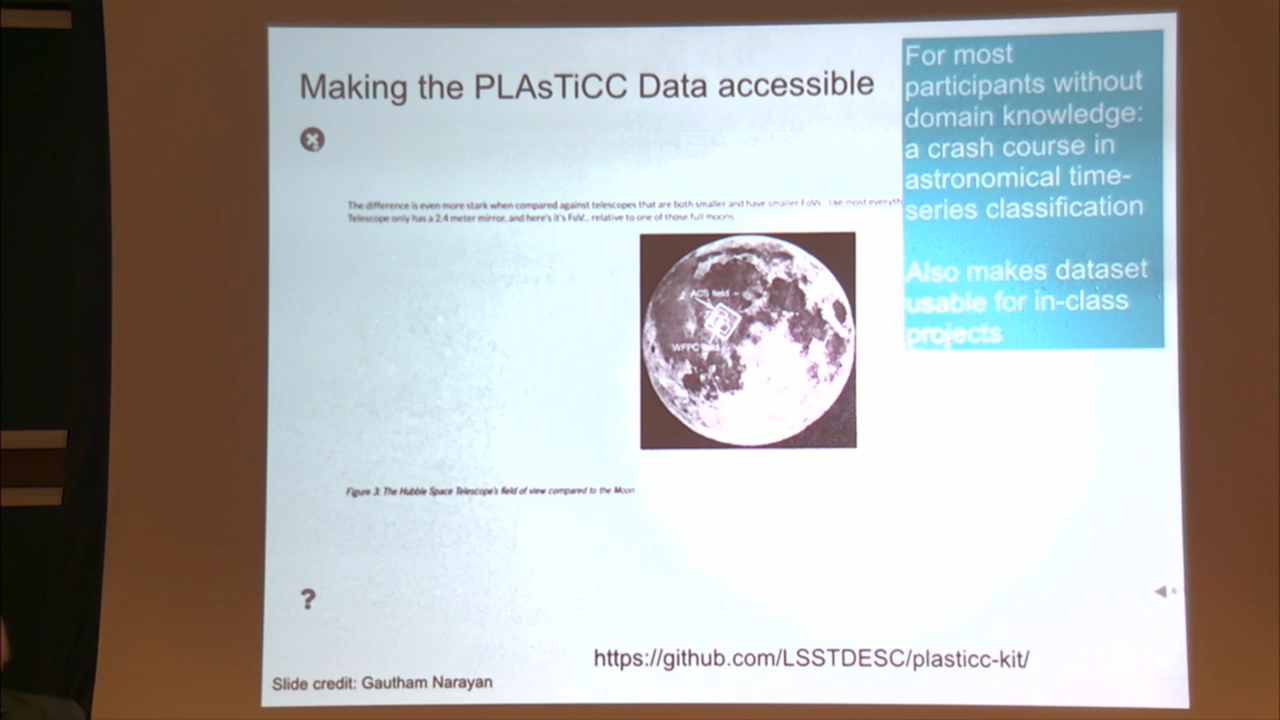 Making the PLAsTiCC Data accessible
For most
participants without
domain knowledge:
a crash course in
astronomical time-
series classification
Also makes dataset
usable for in-class
projects
The difference is even more stark when compared against telescopes that are both smaller and have smaller FoVs. like most everyth
Telescope only has a 2.4 meter mirror, and here's it's FoV... relative to one of those full moons.
ACS field
WFPC
Figure 3: The Hubble Space Telescope's field of view compared to the Moon
?
https://github.com/LSSTDESC/plasticc-kit/
Slide credit: Gautham Narayan